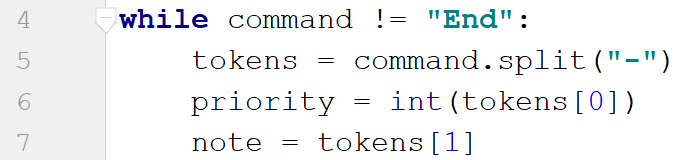 4 while command != "End":
5 tokens = command.split("-")
6 priority = int(tokens[0])
7 note = tokens[1]